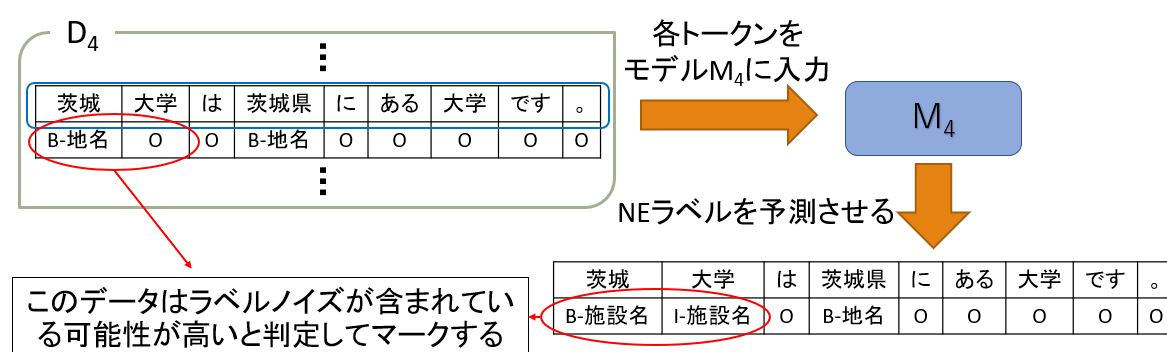 D4
各トークンを
モデルM4に入力
茨城 大学 は 茨城県 に ある 大学 です 。
B-地名 O O B-地名 O O O O O
M4
NEラベルを予測させる
茨城 大学 は 茨城県 に ある 大学 です 。
B-施設名 I-施設名 O B-地名 O O O O O
このデータはラベルノイズが含まれてい
る可能性が高いと判定してマークする